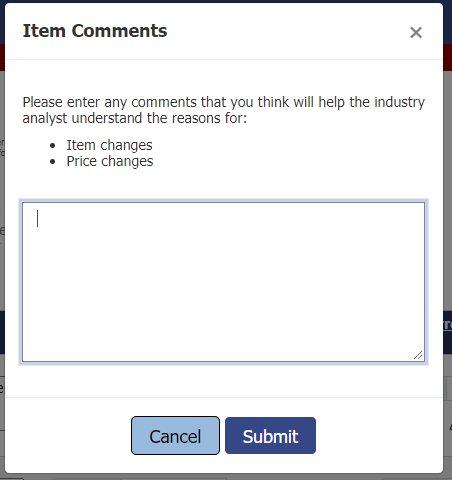 Item Comments
×
Please enter any comments that you think will help the industry
analyst understand the reasons for:
• Item changes
• Price changes
Cancel
Submit